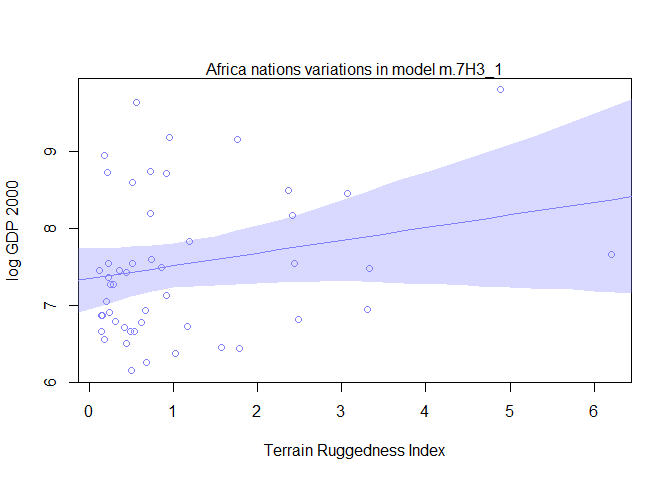 Africa nations variations in model m.7H3_1
log GDP 2000
9
8
7
6
0 1 2 3 4 5 6
Terrain Ruggedness Index